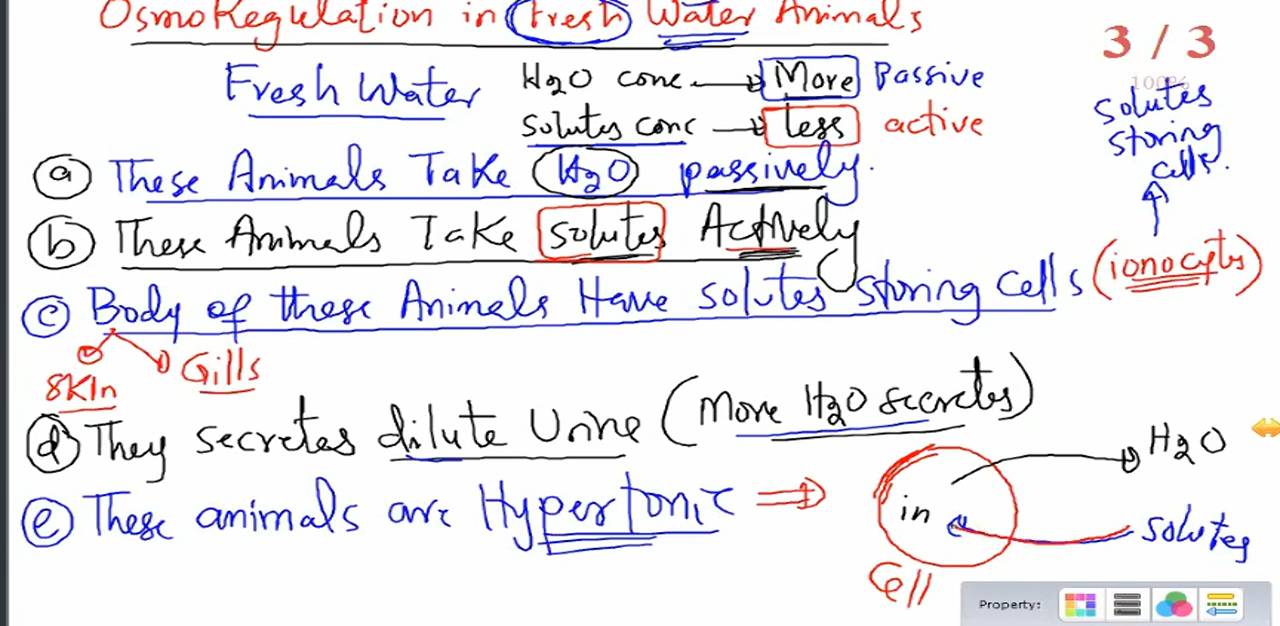 OsmoRegulation in Fresh Water Animals
3 / 3
100%
Fresh Water
H₂O conc → More Passive
Solutes conc → less active
solutes
storing
cells.
(a) These Animals Take H₂O passively.
(b) These Animals Take solutes Actively
(c) Body of these Animals Have solutes storing cells (ionocyts)
Skin
Gills
(d) They secretes dilute Urine (More H₂O secretes)
(e) These animals are Hypertonic ⇒
in
H₂O
solutes
Cell
Property: